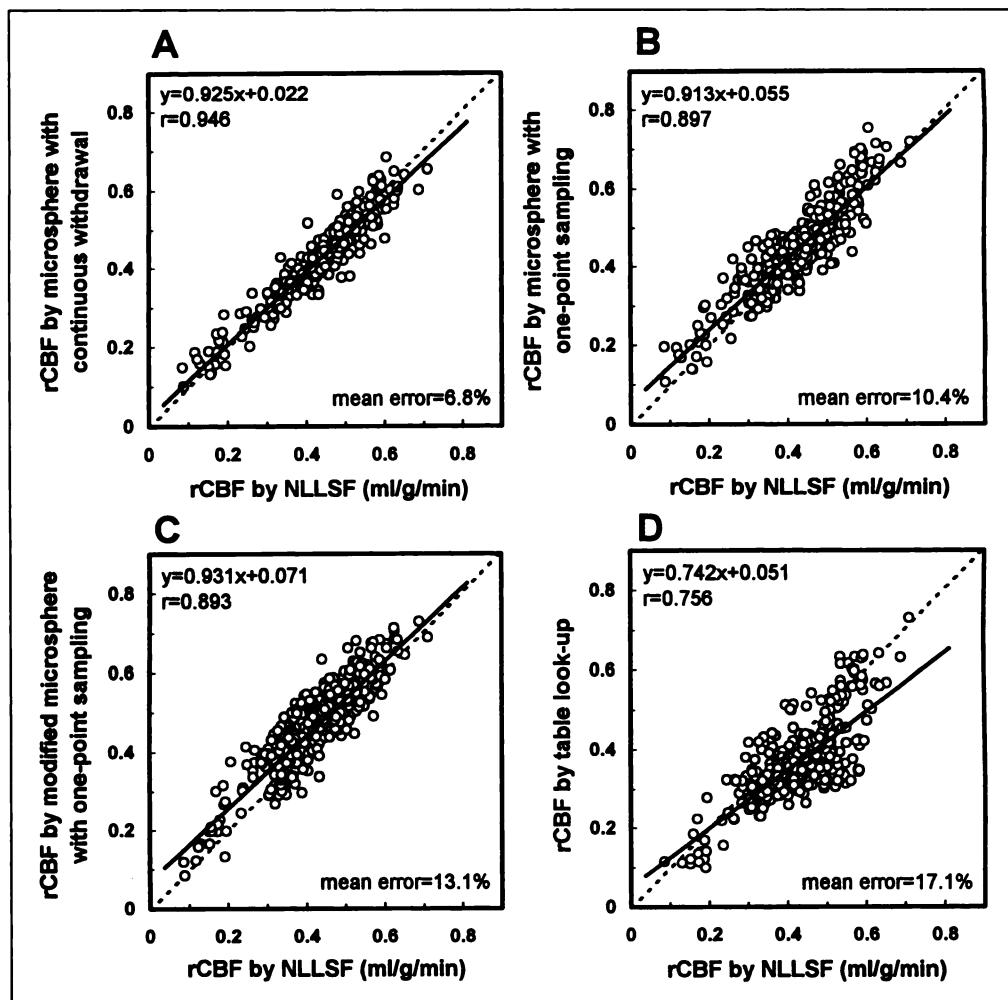 A
y=0.925x+0.022
r=0.946
rCBF by microsphere with
continuous withdrawal
0.8
0.6
0.4
0.2
0
mean error=6.8%
0 0.2 0.4 0.6 0.8
rCBF by NLLSF (ml/g/min)
B
y=0.913x+0.055
r=0.897
rCBF by microsphere with
one-point sampling
0.8
0.6
0.4
0.2
0
mean error=10.4%
0 0.2 0.4 0.6 0.8
rCBF by NLLSF (ml/g/min)
C
y=0.931x+0.071
r=0.893
rCBF by modified microsphere
with one-point sampling
0.8
0.6
0.4
0.2
0
mean error=13.1%
0 0.2 0.4 0.6 0.8
rCBF by NLLSF (ml/g/min)
D
y=0.742x+0.051
r=0.756
rCBF by table look-up
0.8
0.6
0.4
0.2
0
mean error=17.1%
0 0.2 0.4 0.6 0.8
rCBF by NLLSF (ml/g/min)